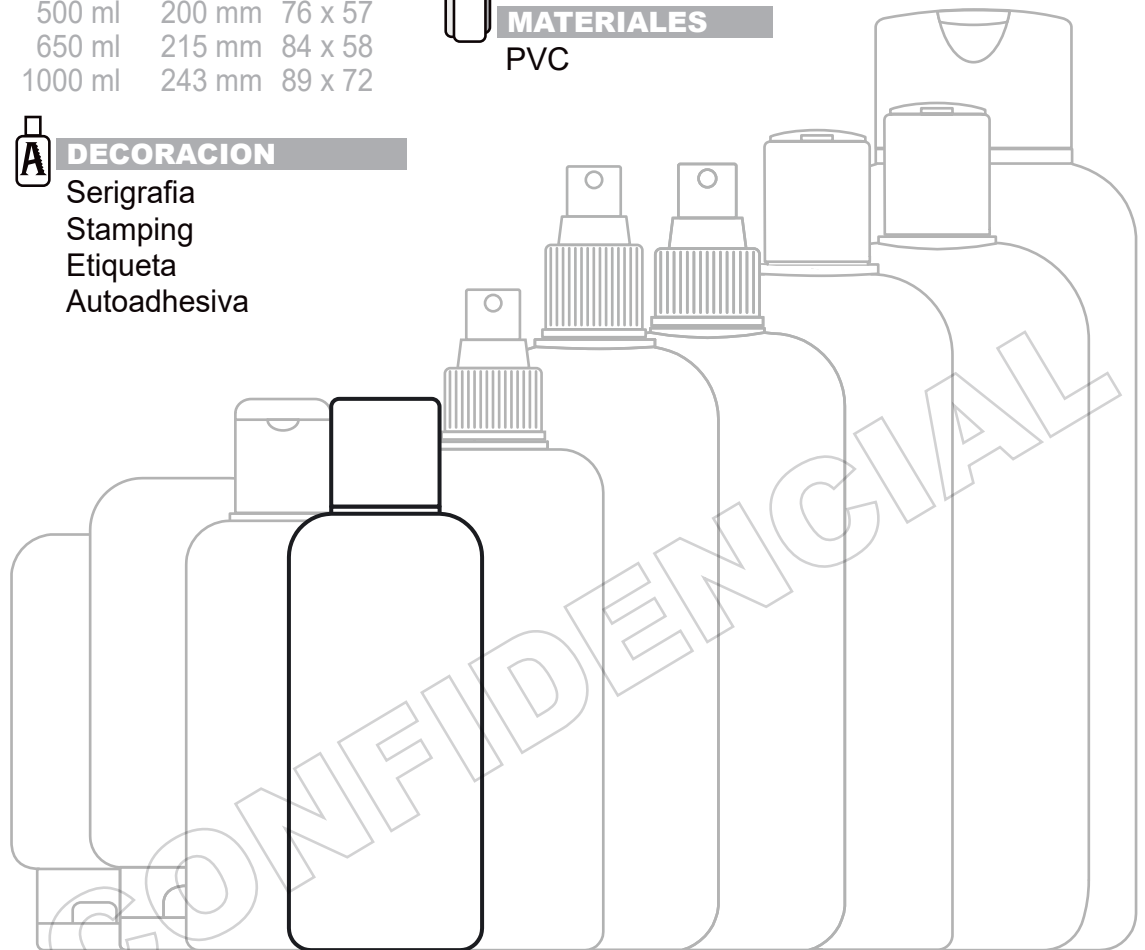 500 ml 200 mm 76 x 57
650 ml 215 mm 84 x 58
1000 ml 243 mm 89 x 72
MATERIALES
PVC
A DECORACION
Serigrafia
Stamping
Etiqueta
Autoadhesiva
CONFIDENCIAL